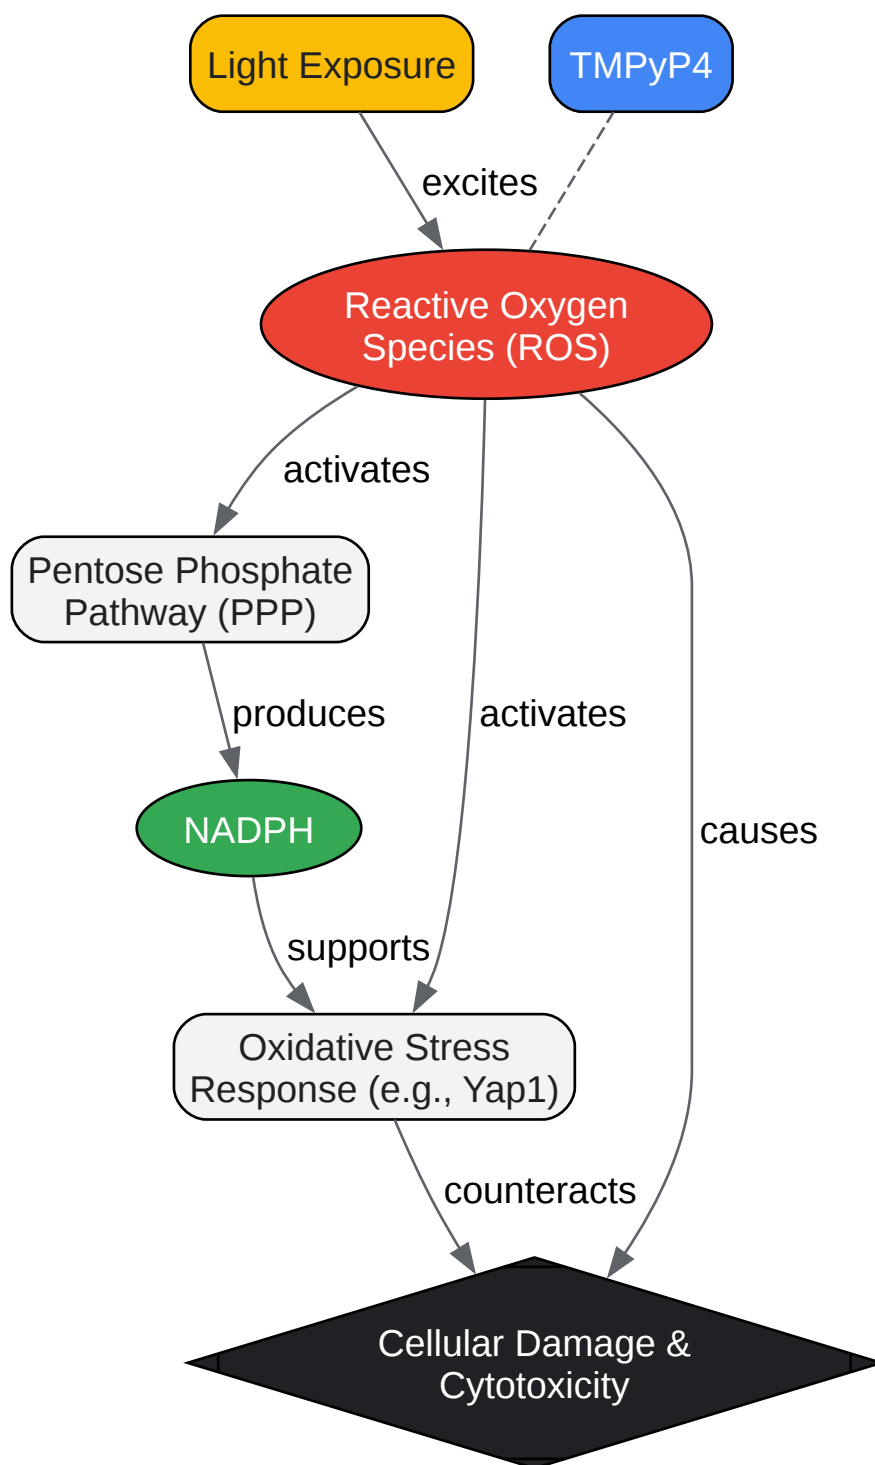 Light Exposure
TMPyP4
excites
Reactive Oxygen
Species (ROS)
activates
Pentose Phosphate
Pathway (PPP)
produces
activates
NADPH
causes
supports
Oxidative Stress
Response (e.g., Yap1)
counteracts
Cellular Damage &
Cytotoxicity